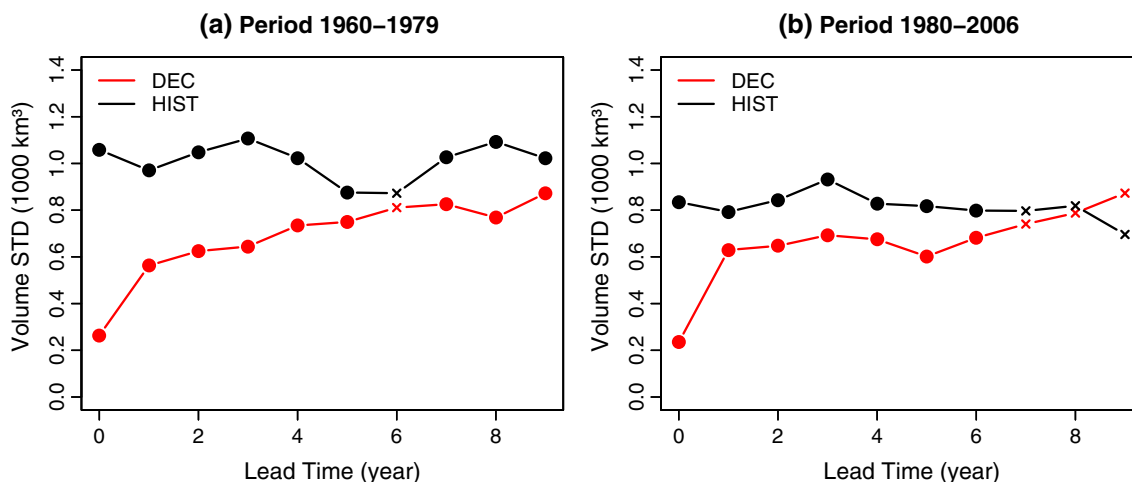 (a) Period 1960−1979
DEC
HIST
Volume STD (1000 km³)
0.0 0.2 0.4 0.6 0.8 1.0 1.2 1.4
0 2 4 6 8
Lead Time (year)
(b) Period 1980−2006
DEC
HIST
Volume STD (1000 km³)
0.0 0.2 0.4 0.6 0.8 1.0 1.2 1.4
0 2 4 6 8
Lead Time (year)